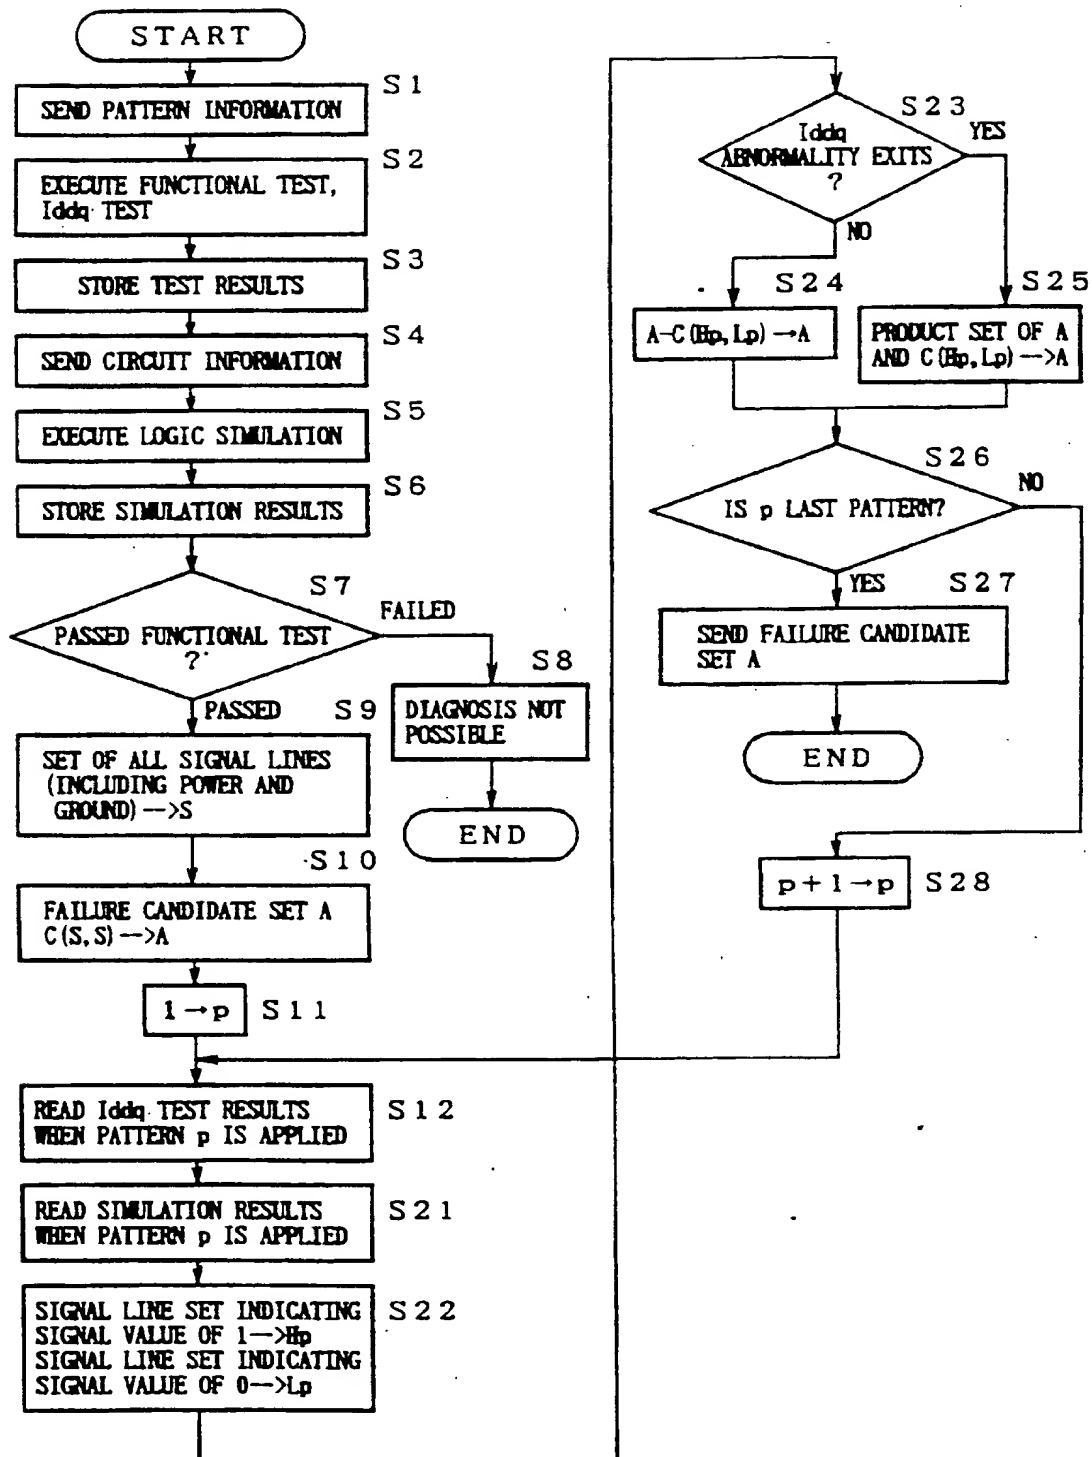 START
S1
SEND PATTERN INFORMATION
S2
EXECUTE FUNCTIONAL TEST,
Iddq TEST
S3
STORE TEST RESULTS
S4
SEND CIRCUIT INFORMATION
S5
EXECUTE LOGIC SIMULATION
S6
STORE SIMULATION RESULTS
S7
PASSED FUNCTIONAL TEST
?
FAILED
S8
DIAGNOSIS NOT
POSSIBLE
END
PASSED
S9
SET OF ALL SIGNAL LINES
(INCLUDING POWER AND
GROUND)-->S
S10
FAILURE CANDIDATE SET A
C(S,S)-->A
1→p
S11
READ Iddq TEST RESULTS
WHEN PATTERN p IS APPLIED
S12
READ SIMULATION RESULTS
WHEN PATTERN p IS APPLIED
S21
SIGNAL LINE SET INDICATING
SIGNAL VALUE OF 1-->Hp
SIGNAL LINE SET INDICATING
SIGNAL VALUE OF 0-->Lp
S22
S23
Iddq
ABNORMALITY EXITS
?
YES
NO
S24
A-C(Hp,Lp)→A
S25
PRODUCT SET OF A
AND C(Hp,Lp)-->A
S26
IS p LAST PATTERN?
NO
YES
S27
SEND FAILURE CANDIDATE
SET A
END
p+1→p
S28